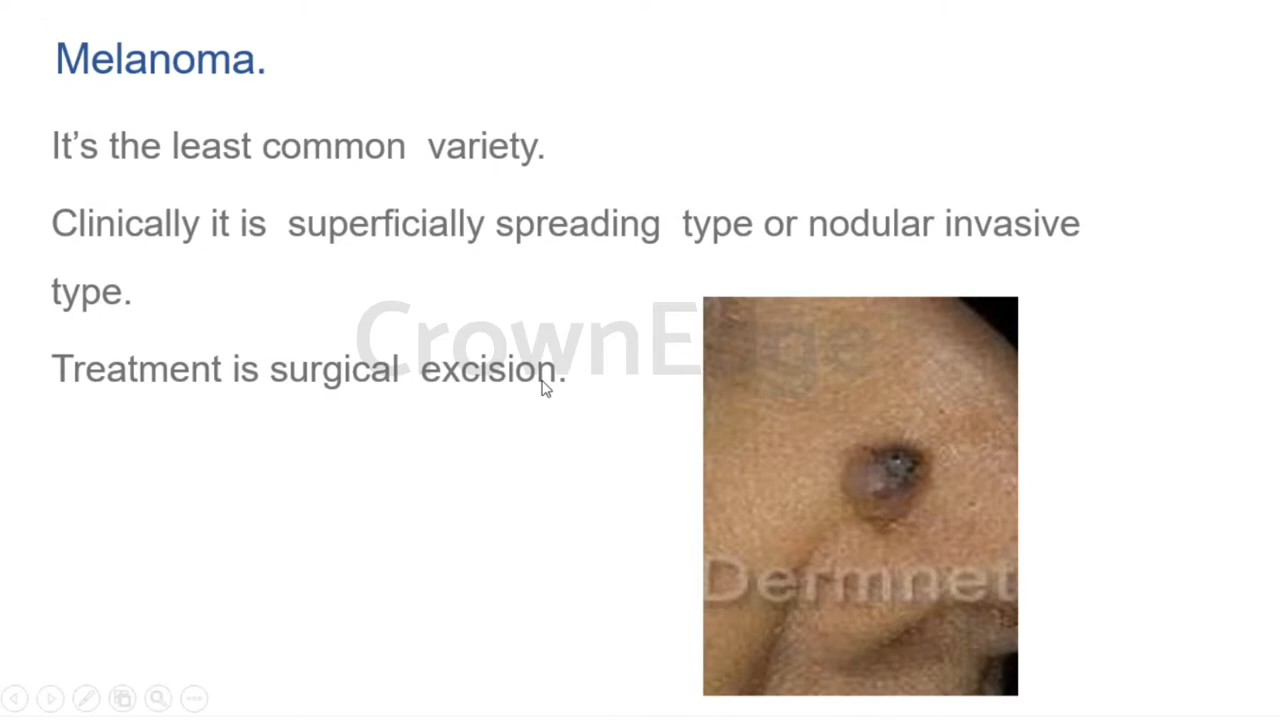 Melanoma.
It's the least common variety.
Clinically it is superficially spreading type or nodular invasive
type.
CrownEdge
Treatment is surgical excision.
Dermnet